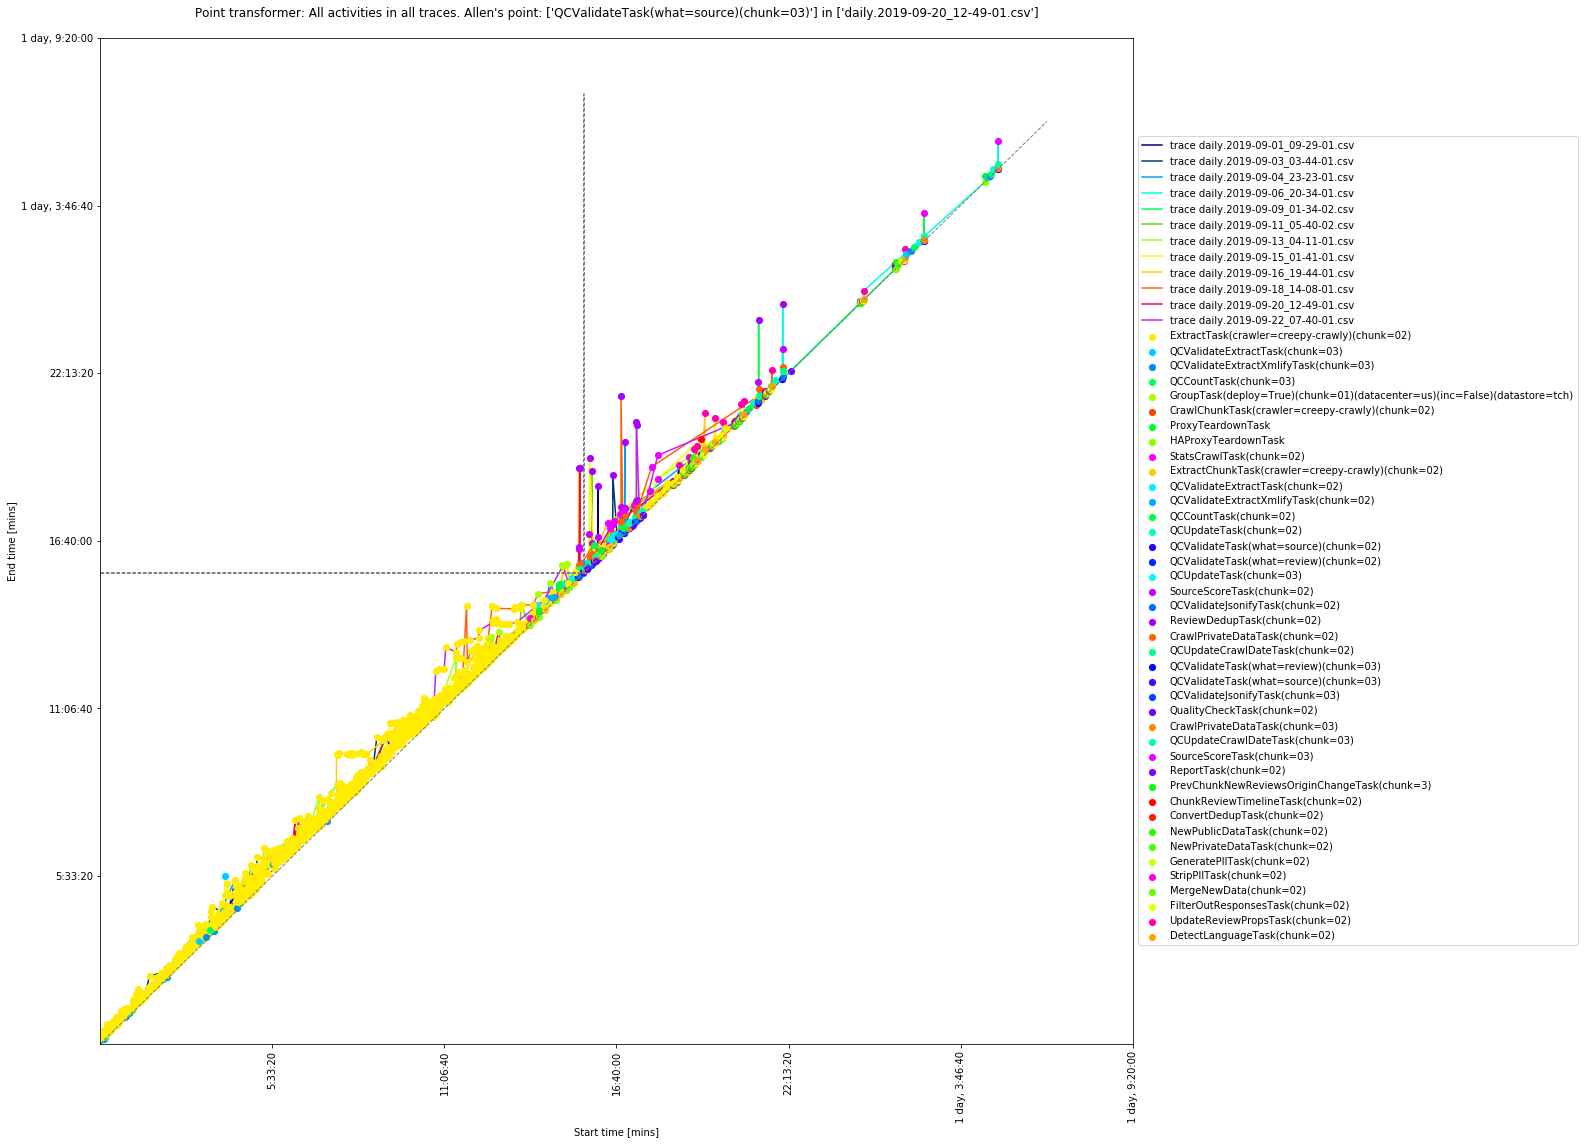 Point transformer: All activities in all traces. Allen's point: ['QCValidateTask(what=source)(chunk=03)'] in ['daily.2019-09-20_12-49-01.csv']
1 day, 9:20:00
1 day, 3:46:40
22:13:20
16:40:00
11:06:40
5:33:20
End time [mins]
5:33:20
11:06:40
16:40:00
22:13:20
1 day, 3:46:40
1 day, 9:20:00
Start time [mins]
trace daily.2019-09-01_09-29-01.csv
trace daily.2019-09-03_03-44-01.csv
trace daily.2019-09-04_23-23-01.csv
trace daily.2019-09-06_20-34-01.csv
trace daily.2019-09-09_01-34-02.csv
trace daily.2019-09-11_05-40-02.csv
trace daily.2019-09-13_04-11-01.csv
trace daily.2019-09-15_01-41-01.csv
trace daily.2019-09-16_19-44-01.csv
trace daily.2019-09-18_14-08-01.csv
trace daily.2019-09-20_12-49-01.csv
trace daily.2019-09-22_07-40-01.csv
ExtractTask(crawler=creepy-crawly)(chunk=02)
QCValidateExtractTask(chunk=03)
QCValidateExtractXmlifyTask(chunk=03)
QCCountTask(chunk=03)
GroupTask(deploy=True)(chunk=01)(datacenter=us)(inc=False)(datastore=tch)
CrawlChunkTask(crawler=creepy-crawly)(chunk=02)
ProxyTeardownTask
HAProxyTeardownTask
StatsCrawlTask(chunk=02)
ExtractChunkTask(crawler=creepy-crawly)(chunk=02)
QCValidateExtractTask(chunk=02)
QCValidateExtractXmlifyTask(chunk=02)
QCCountTask(chunk=02)
QCUpdateTask(chunk=02)
QCValidateTask(what=source)(chunk=02)
QCValidateTask(what=review)(chunk=02)
QCUpdateTask(chunk=03)
SourceScoreTask(chunk=02)
QCValidateJsonifyTask(chunk=02)
ReviewDedupTask(chunk=02)
CrawlPrivateDataTask(chunk=02)
QCUpdateCrawlDateTask(chunk=02)
QCValidateTask(what=review)(chunk=03)
QCValidateTask(what=source)(chunk=03)
QCValidateJsonifyTask(chunk=03)
QualityCheckTask(chunk=02)
CrawlPrivateDataTask(chunk=03)
QCUpdateCrawlDateTask(chunk=03)
SourceScoreTask(chunk=03)
ReportTask(chunk=02)
PrevChunkNewReviewsOriginChangeTask(chunk=3)
ChunkReviewTimelineTask(chunk=02)
ConvertDedupTask(chunk=02)
NewPublicDataTask(chunk=02)
NewPrivateDataTask(chunk=02)
GeneratePIITask(chunk=02)
StripPIITask(chunk=02)
MergeNewData(chunk=02)
FilterOutResponsesTask(chunk=02)
UpdateReviewPropsTask(chunk=02)
DetectLanguageTask(chunk=02)